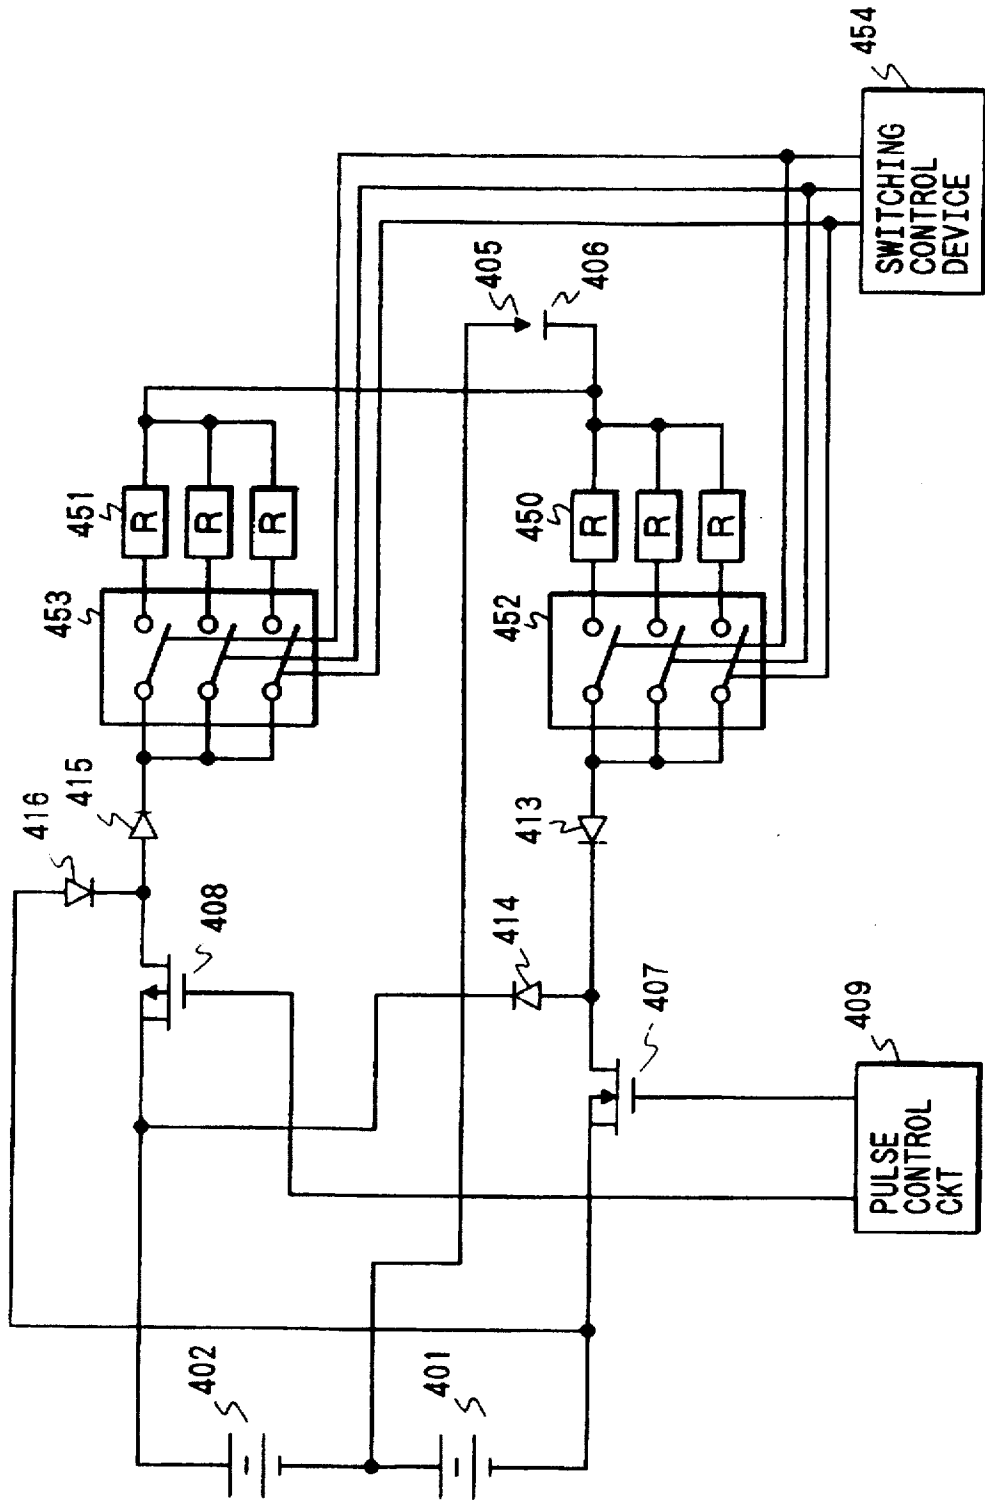 416
415
453
451
R
R
R
408
414
413
452
450
R
R
R
405
406
407
402
401
PULSE
CONTROL
CKT
409
SWITCHING
CONTROL
DEVICE
454